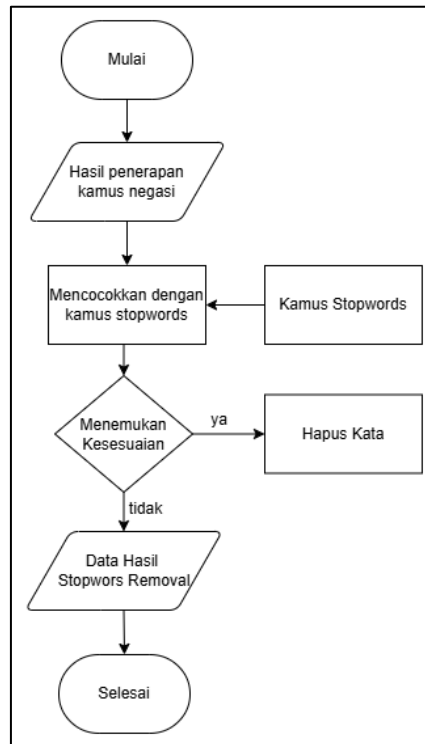 Mulai
Hasil penerapan
kamus negasi
Mencocokkan dengan
kamus stopwords
Kamus Stopwords
Menemukan
Kesesuaian
ya
Hapus Kata
tidak
Data Hasil
Stopwors Removal
Selesai